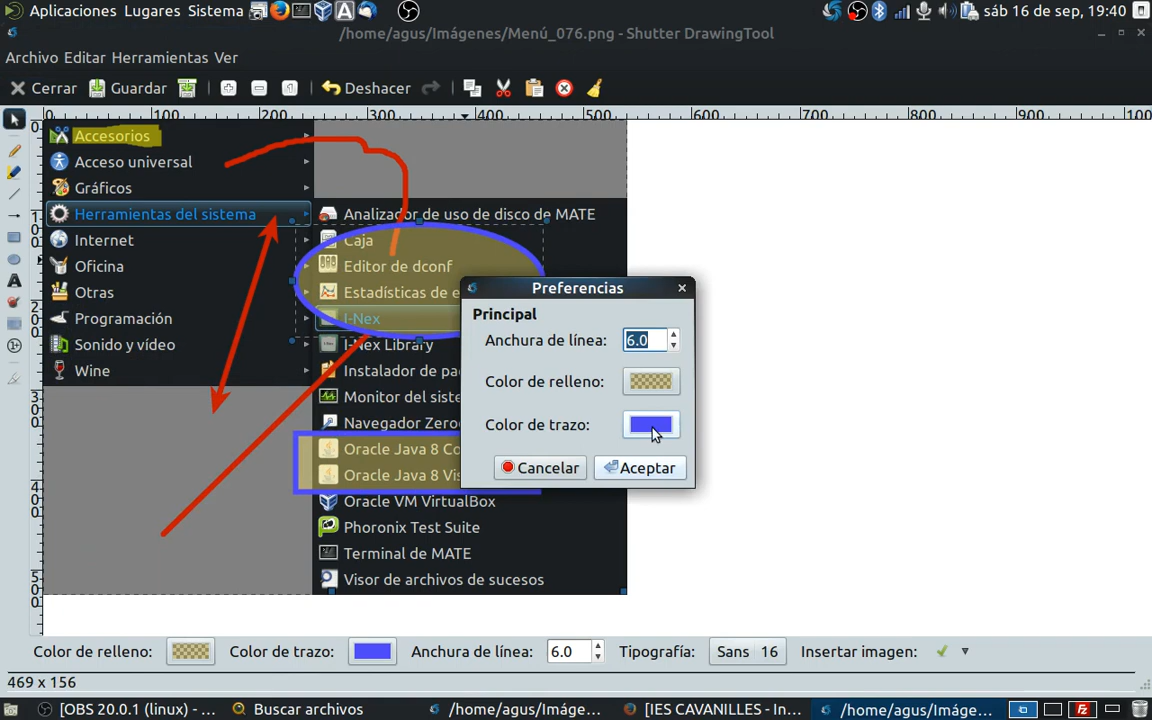 Aplicaciones Lugares Sistema sáb 16 de sep, 19:40
/home/agus/Imágenes/Menú_076.png - Shutter DrawingTool
Archivo Editar Herramientas Ver
Cerrar Guardar Deshacer
0 100 200 300 400 500 600 700 800 900
Accesorios
Acceso universal
Gráficos
Herramientas del sistema
Internet
Oficina
Otras
Programación
Sonido y vídeo
Wine
Analizador de uso de disco de MATE
Caja
Editor de dconf
Estadísticas de e
I-Nex
I-Nex Library
Instalador de pa
Monitor del siste
Navegador Zeroc
Oracle Java 8 Co
Oracle Java 8 Vis
Oracle VM VirtualBox
Phoronix Test Suite
Terminal de MATE
Visor de archivos de sucesos
Preferencias
Principal
Anchura de línea: 6.0
Color de relleno:
Color de trazo:
Cancelar Aceptar
Color de relleno: Color de trazo: Anchura de línea: 6.0 Tipografía: Sans 16 Insertar imagen:
469 x 156
[OBS 20.0.1 (linux) - ... Buscar archivos /home/agus/Imáge... [IES CAVANILLES - In... /home/agus/Imáge...